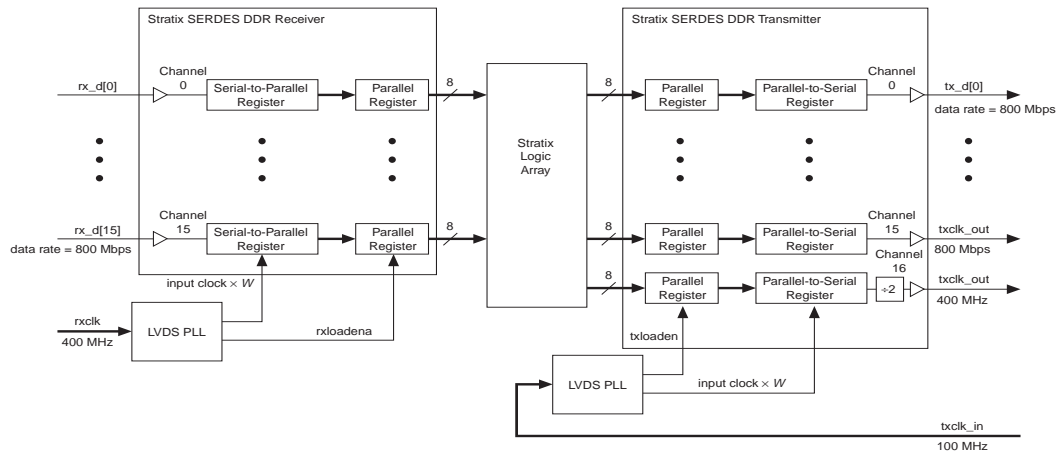 Stratix SERDES DDR Receiver
Stratix SERDES DDR Transmitter
rx_d[0]
Channel
0
Serial-to-Parallel
Register
Parallel
Register
8
Stratix
Logic
Array
8
Parallel
Register
Parallel-to-Serial
Register
Channel
0
tx_d[0]
data rate = 800 Mbps
rx_d[15]
data rate = 800 Mbps
Channel
15
Serial-to-Parallel
Register
Parallel
Register
8
8
Parallel
Register
Parallel-to-Serial
Register
Channel
15
txclk_out
800 Mbps
8
Parallel
Register
Parallel-to-Serial
Register
Channel
16
÷2
txclk_out
400 MHz
input clock × W
rxclk
400 MHz
LVDS PLL
rxloadena
txloaden
LVDS PLL
input clock × W
txclk_in
100 MHz